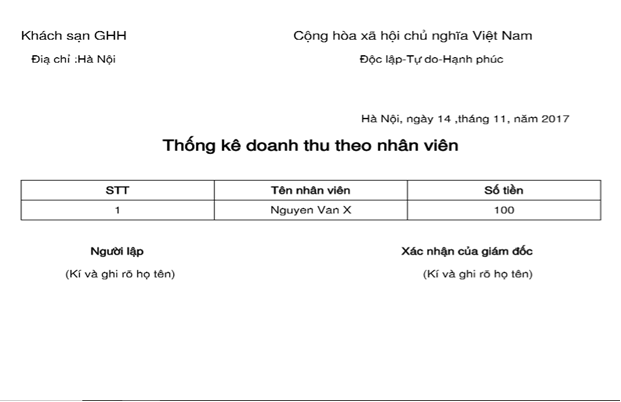 Khách sạn GHH
Cộng hòa xã hội chủ nghĩa Việt Nam
Địa chỉ :Hà Nội
Độc lập-Tự do-Hạnh phúc
Hà Nội, ngày 14 ,tháng 11, năm 2017
Thống kê doanh thu theo nhân viên
STT Tên nhân viên Số tiền
1 Nguyen Van X 100
Người lập
Xác nhận của giám đốc
(Kí và ghi rõ họ tên)
(Kí và ghi rõ họ tên)